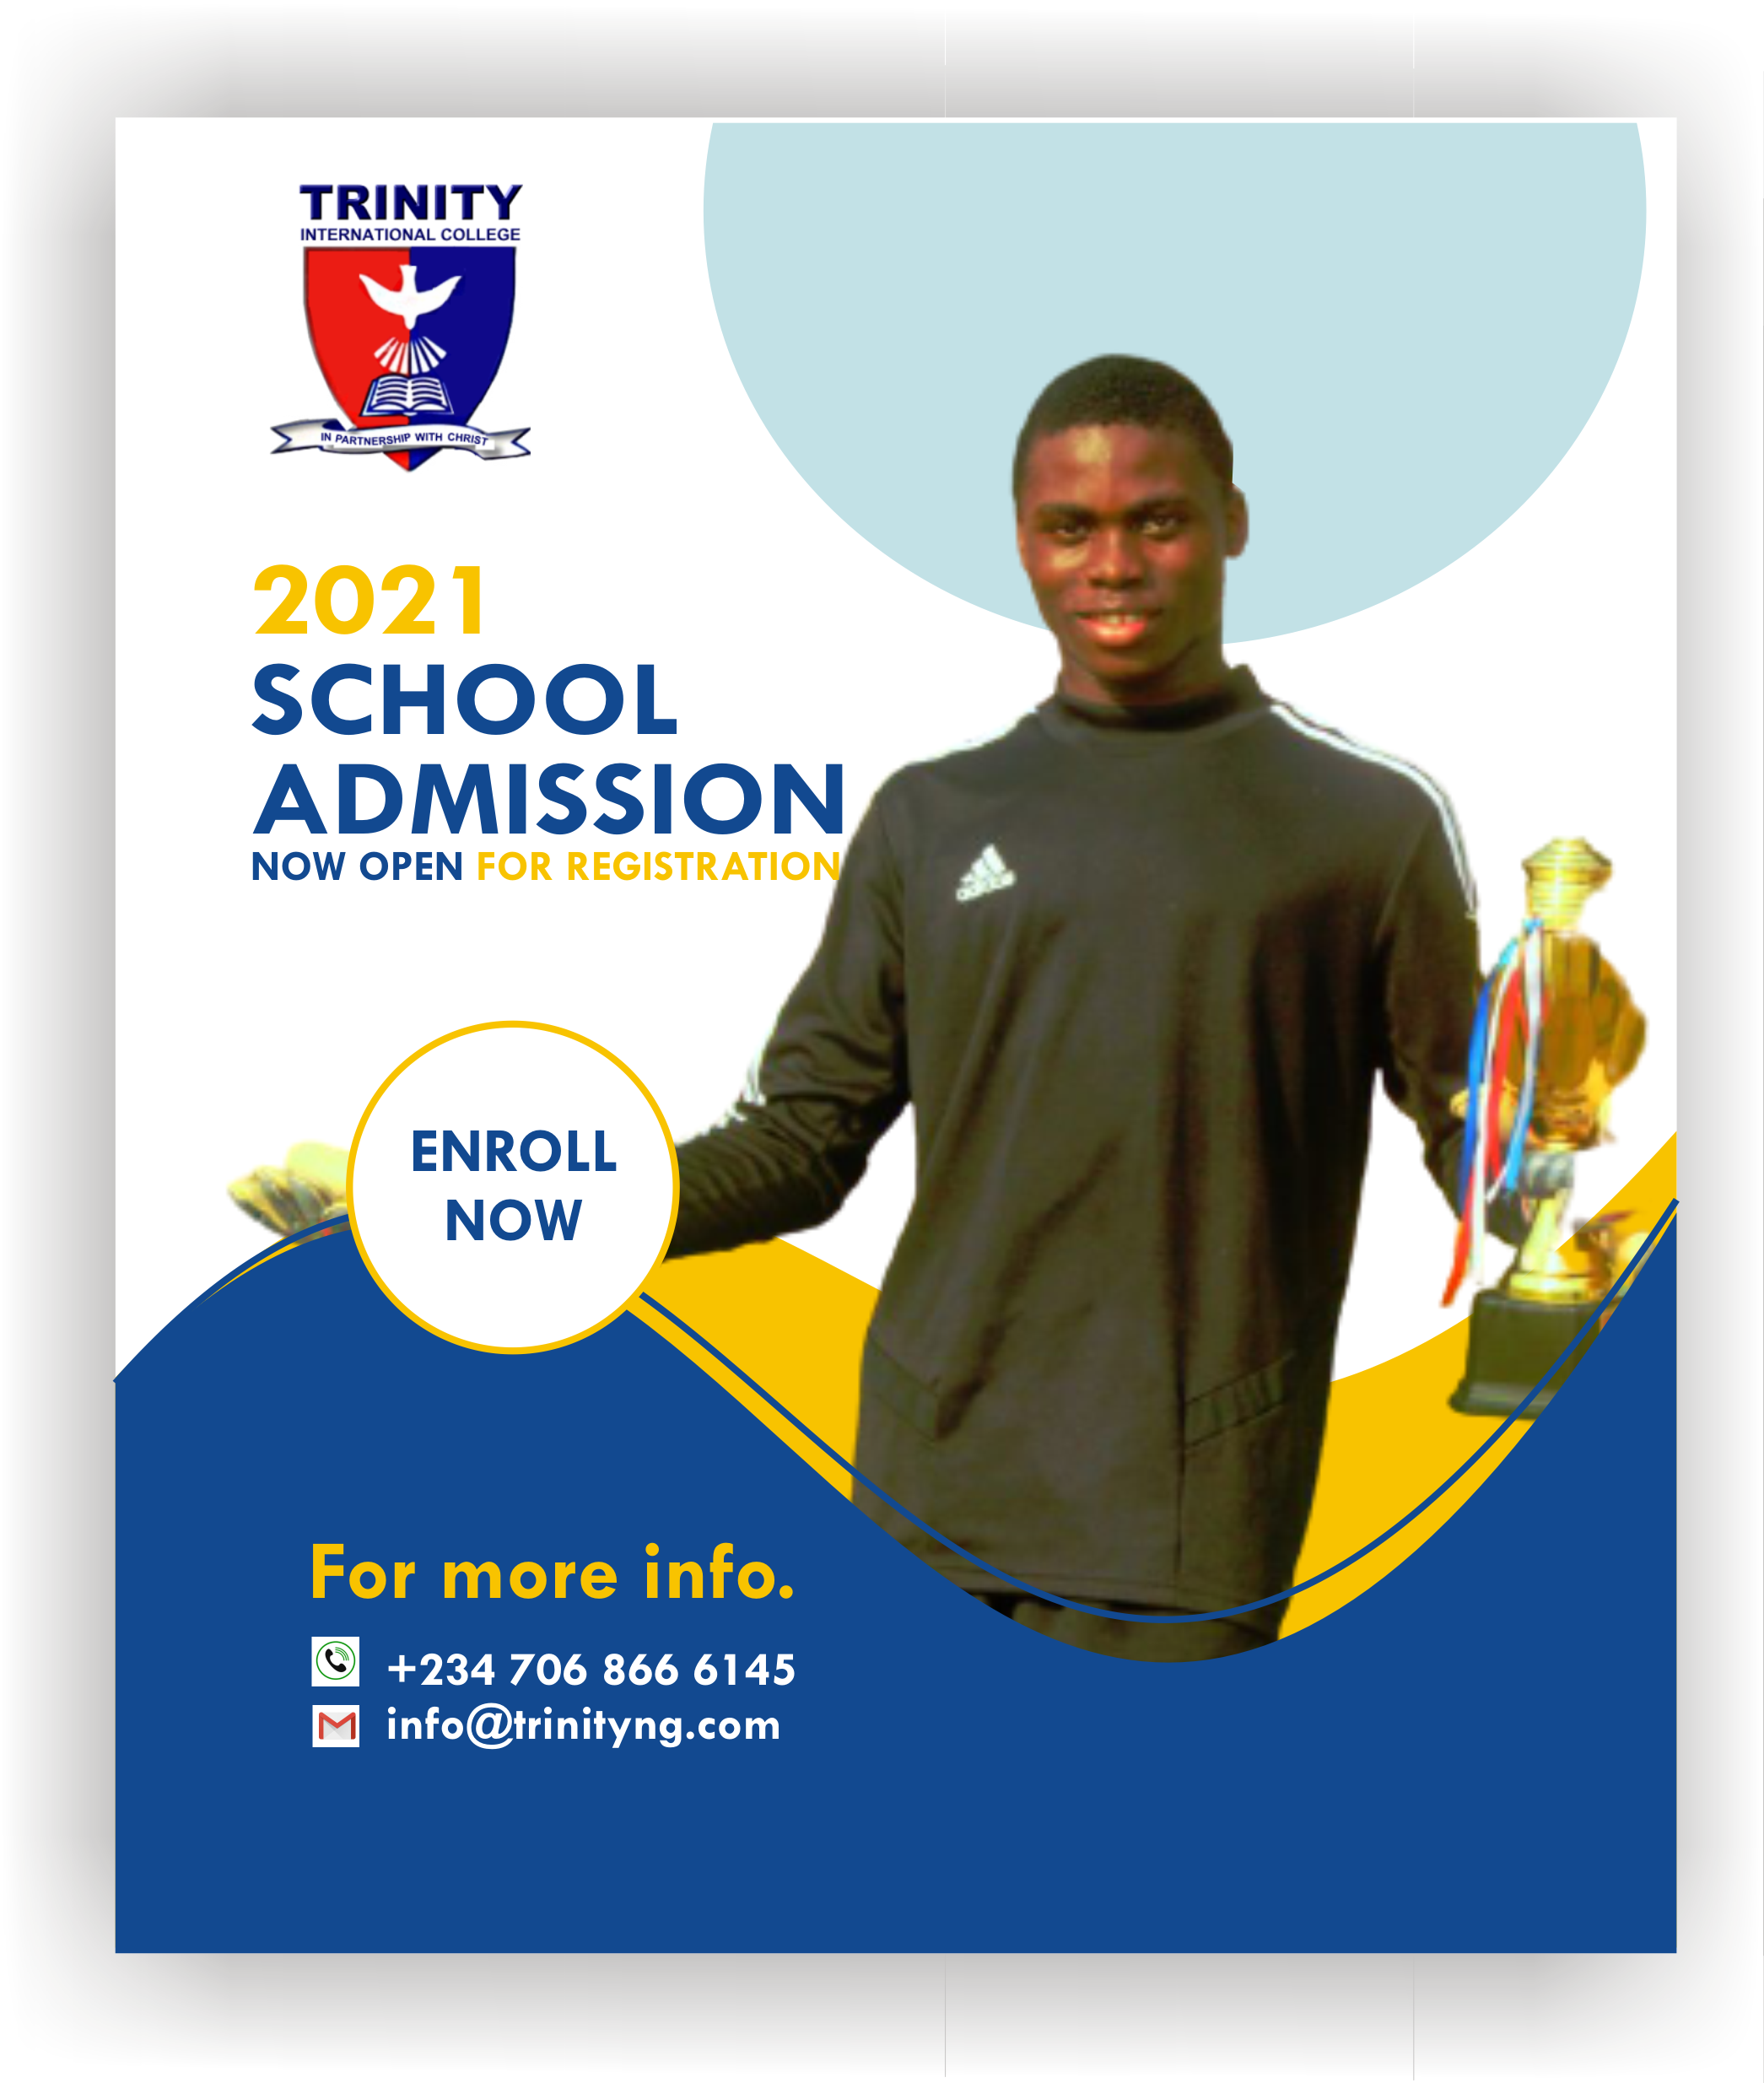 TRINITY
INTERNATIONAL COLLEGE
IN PARTNERSHIP WITH CHRIST
2021
SCHOOL
ADMISSION
NOW OPEN FOR REGISTRATION
ENROLL
NOW
For more info.
+234 706 866 6145
info@trinityng.com